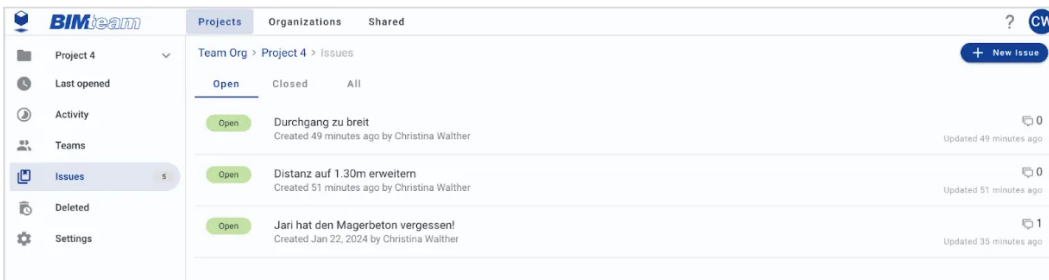 BIMteam
Projects Organizations Shared
? CW
Project 4
Last opened
Activity
Teams
Issues 5
Deleted
Settings
Team Org > Project 4 > Issues
+ New Issue
Open Closed All
Open
Durchgang zu breit
Created 49 minutes ago by Christina Walther
0
Updated 49 minutes ago
Open
Distanz auf 1.30m erweitern
Created 51 minutes ago by Christina Walther
0
Updated 51 minutes ago
Open
Jari hat den Magerbeton vergessen!
Created Jan 22, 2024 by Christina Walther
1
Updated 35 minutes ago